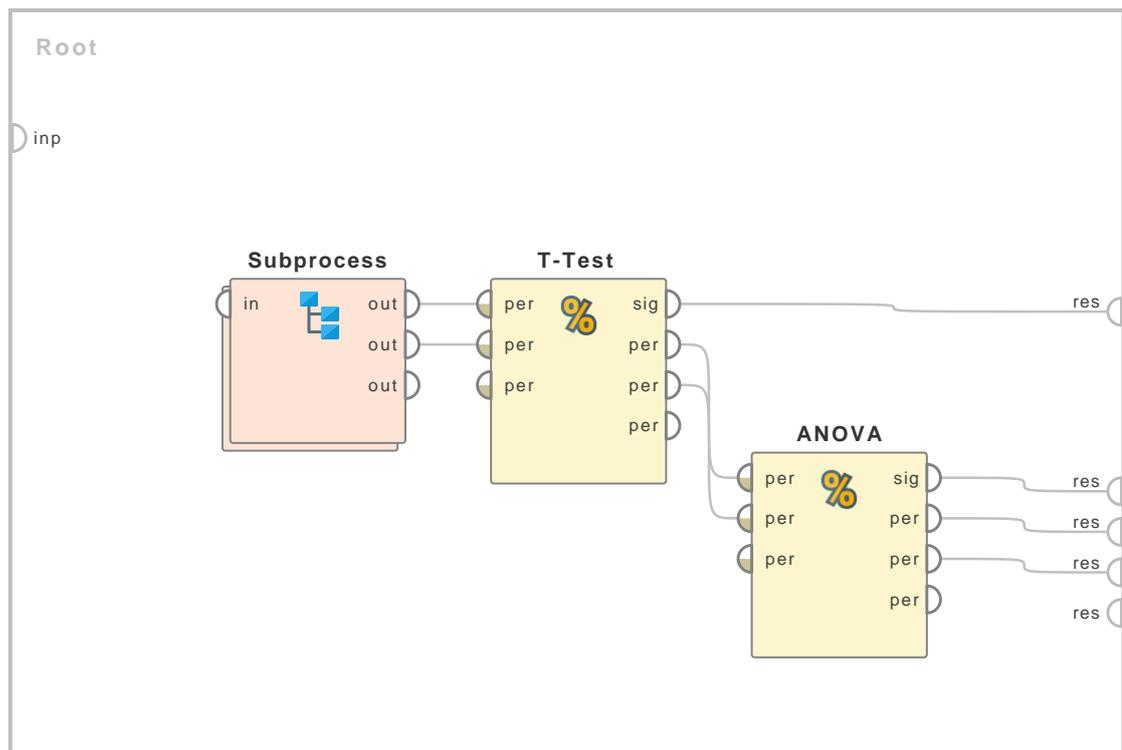 Root
inp
Subprocess
in out
out
out
T-Test
per sig
per per
per per
per
ANOVA
per sig
per per
per per
per
res
res
res
res
res